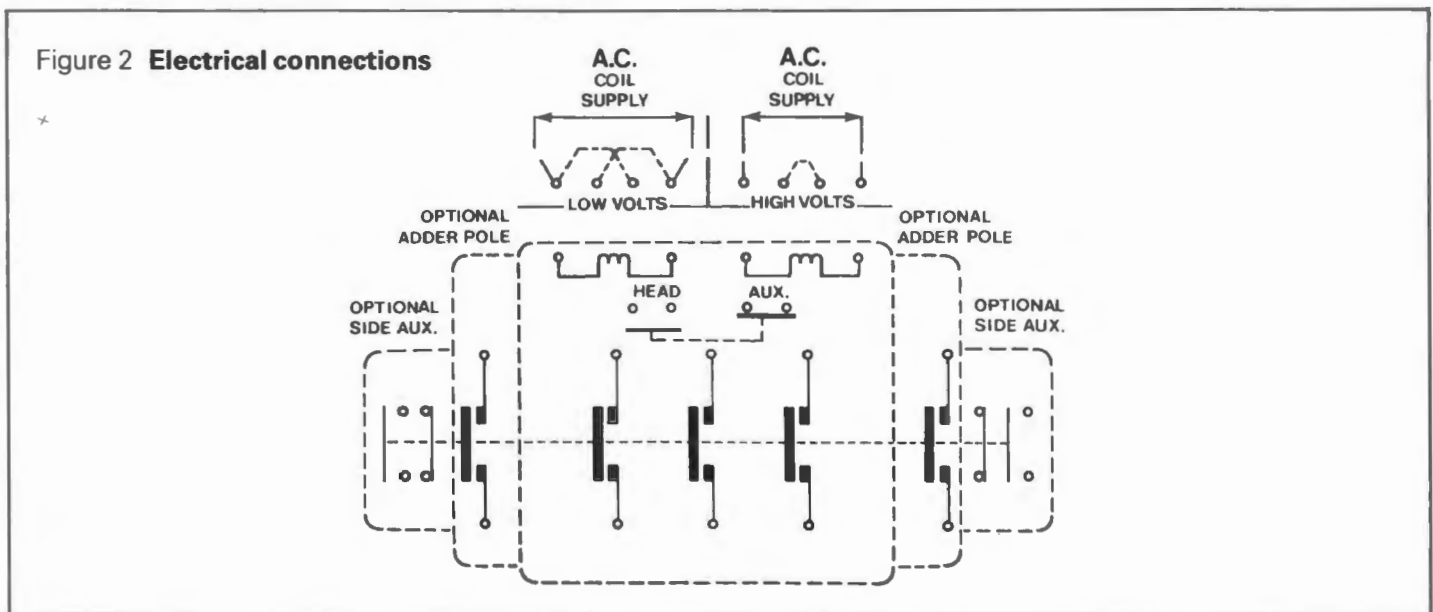 Figure 2 Electrical connections
A.C.
COIL
SUPPLY
A.C.
COIL
SUPPLY
LOW VOLTS
HIGH VOLTS
OPTIONAL
ADDER POLE
OPTIONAL
ADDER POLE
HEAD
AUX.
OPTIONAL
SIDE AUX.
OPTIONAL
SIDE AUX.